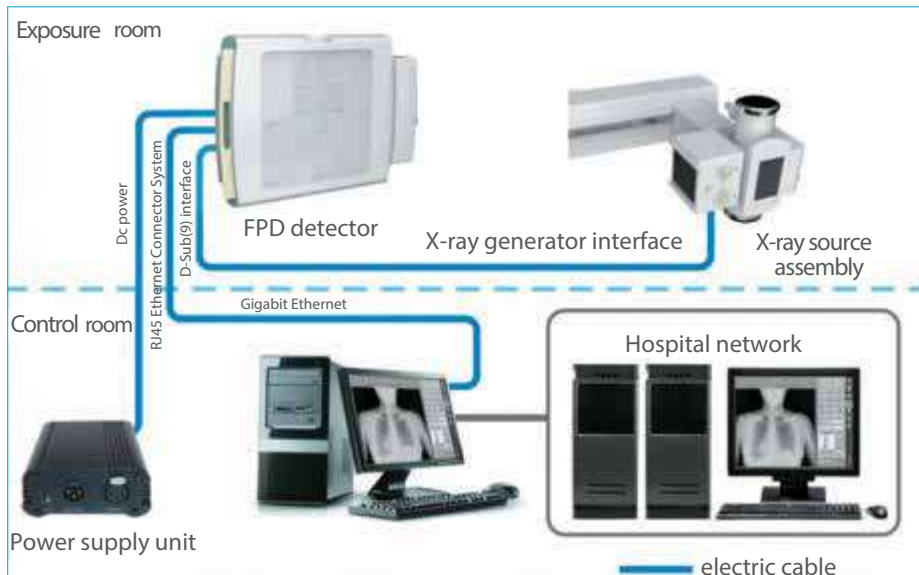 Exposure room
FPD detector
X-ray generator interface
X-ray source
assembly
Dc power
RJ45 Ethernet Connector System
D-Sub(9) interface
Gigabit Ethernet
Control room
Hospital network
Power supply unit
electric cable